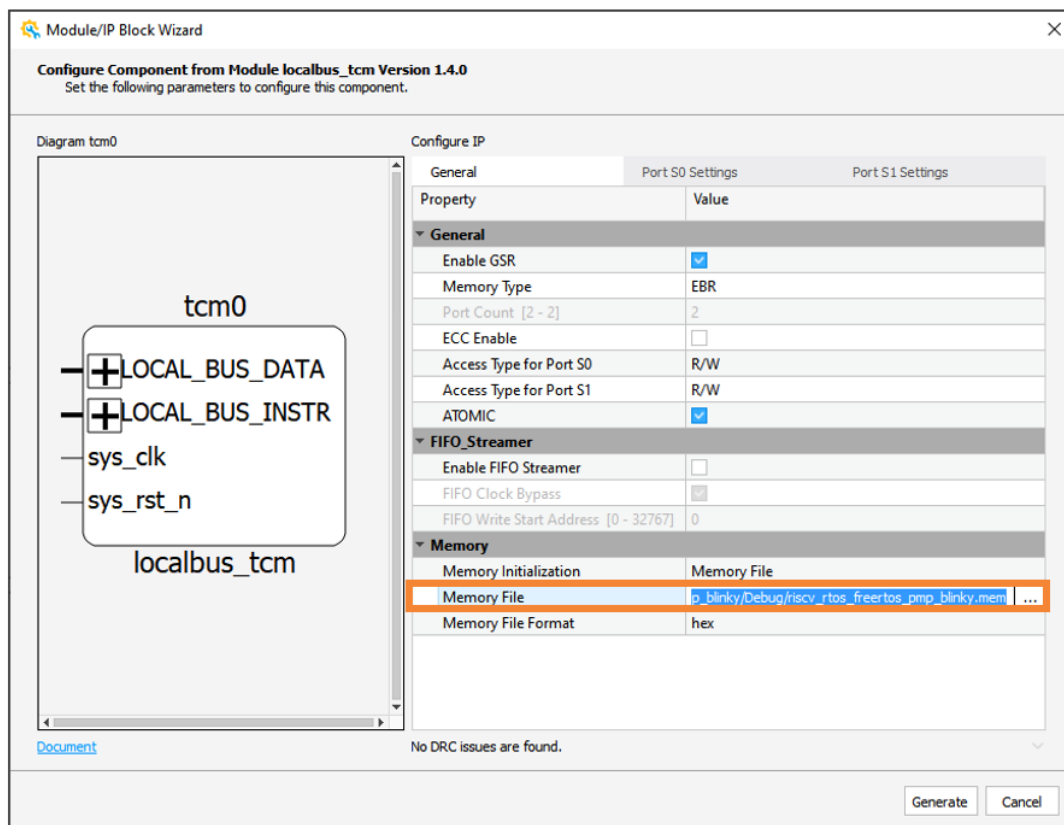 Module/IP Block Wizard
Configure Component from Module localbus_tcm Version 1.4.0
Set the following parameters to configure this component.
Diagram tcm0
tcm0
LOCAL_BUS_DATA
LOCAL_BUS_INSTR
sys_clk
sys_rst_n
localbus_tcm
Document
Configure IP
General Port S0 Settings Port S1 Settings
Property Value
General
Enable GSR
Memory Type EBR
Port Count [2 - 2] 2
ECC Enable
Access Type for Port S0 R/W
Access Type for Port S1 R/W
ATOMIC
FIFO_Streamer
Enable FIFO Streamer
FIFO Clock Bypass
FIFO Write Start Address [0 - 32767] 0
Memory
Memory Initialization Memory File
Memory File p_blinky/Debug/riscv_rtos_freertos_pmp_blinky.mem ...
Memory File Format hex
No DRC issues are found.
Generate Cancel